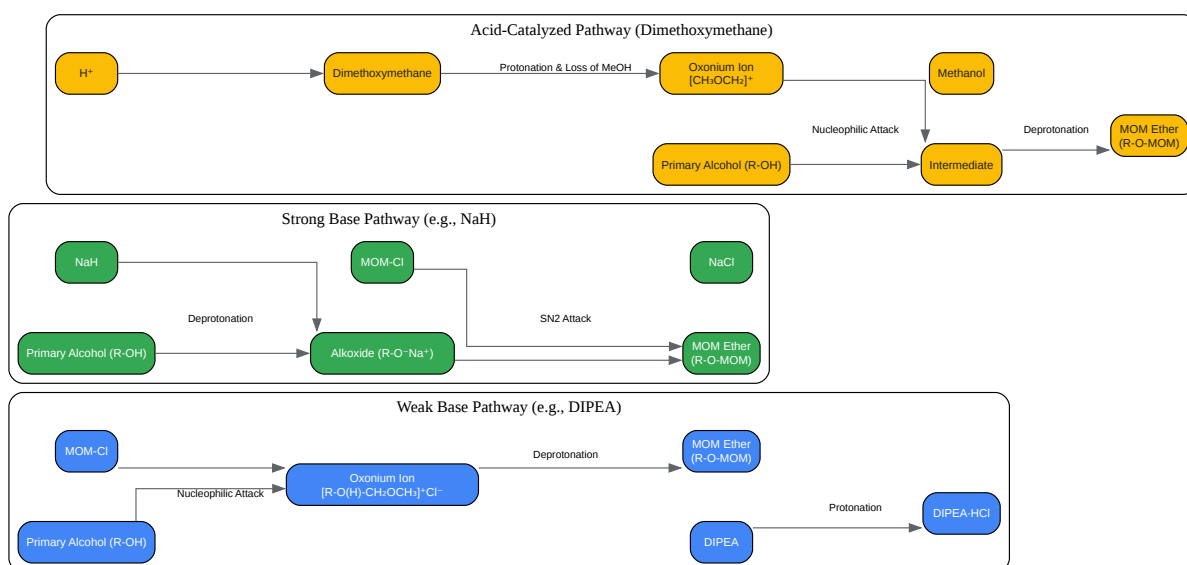 Acid-Catalyzed Pathway (Dimethoxymethane)
H⁺
Dimethoxymethane
Protonation & Loss of MeOH
Oxonium Ion
[CH₃OCH₂]⁺
Methanol
Primary Alcohol (R-OH)
Nucleophilic Attack
Intermediate
Deprotonation
MOM Ether
(R-O-MOM)
Strong Base Pathway (e.g., NaH)
NaH
MOM-Cl
NaCl
Deprotonation
SN2 Attack
Primary Alcohol (R-OH)
Alkoxide (R-O⁻Na⁺)
MOM Ether
(R-O-MOM)
Weak Base Pathway (e.g., DIPEA)
MOM-Cl
Nucleophilic Attack
Primary Alcohol (R-OH)
Oxonium Ion
[R-O(H)-CH₂OCH₃]⁺Cl⁻
Deprotonation
MOM Ether
(R-O-MOM)
DIPEA
Protonation
DIPEA·HCl